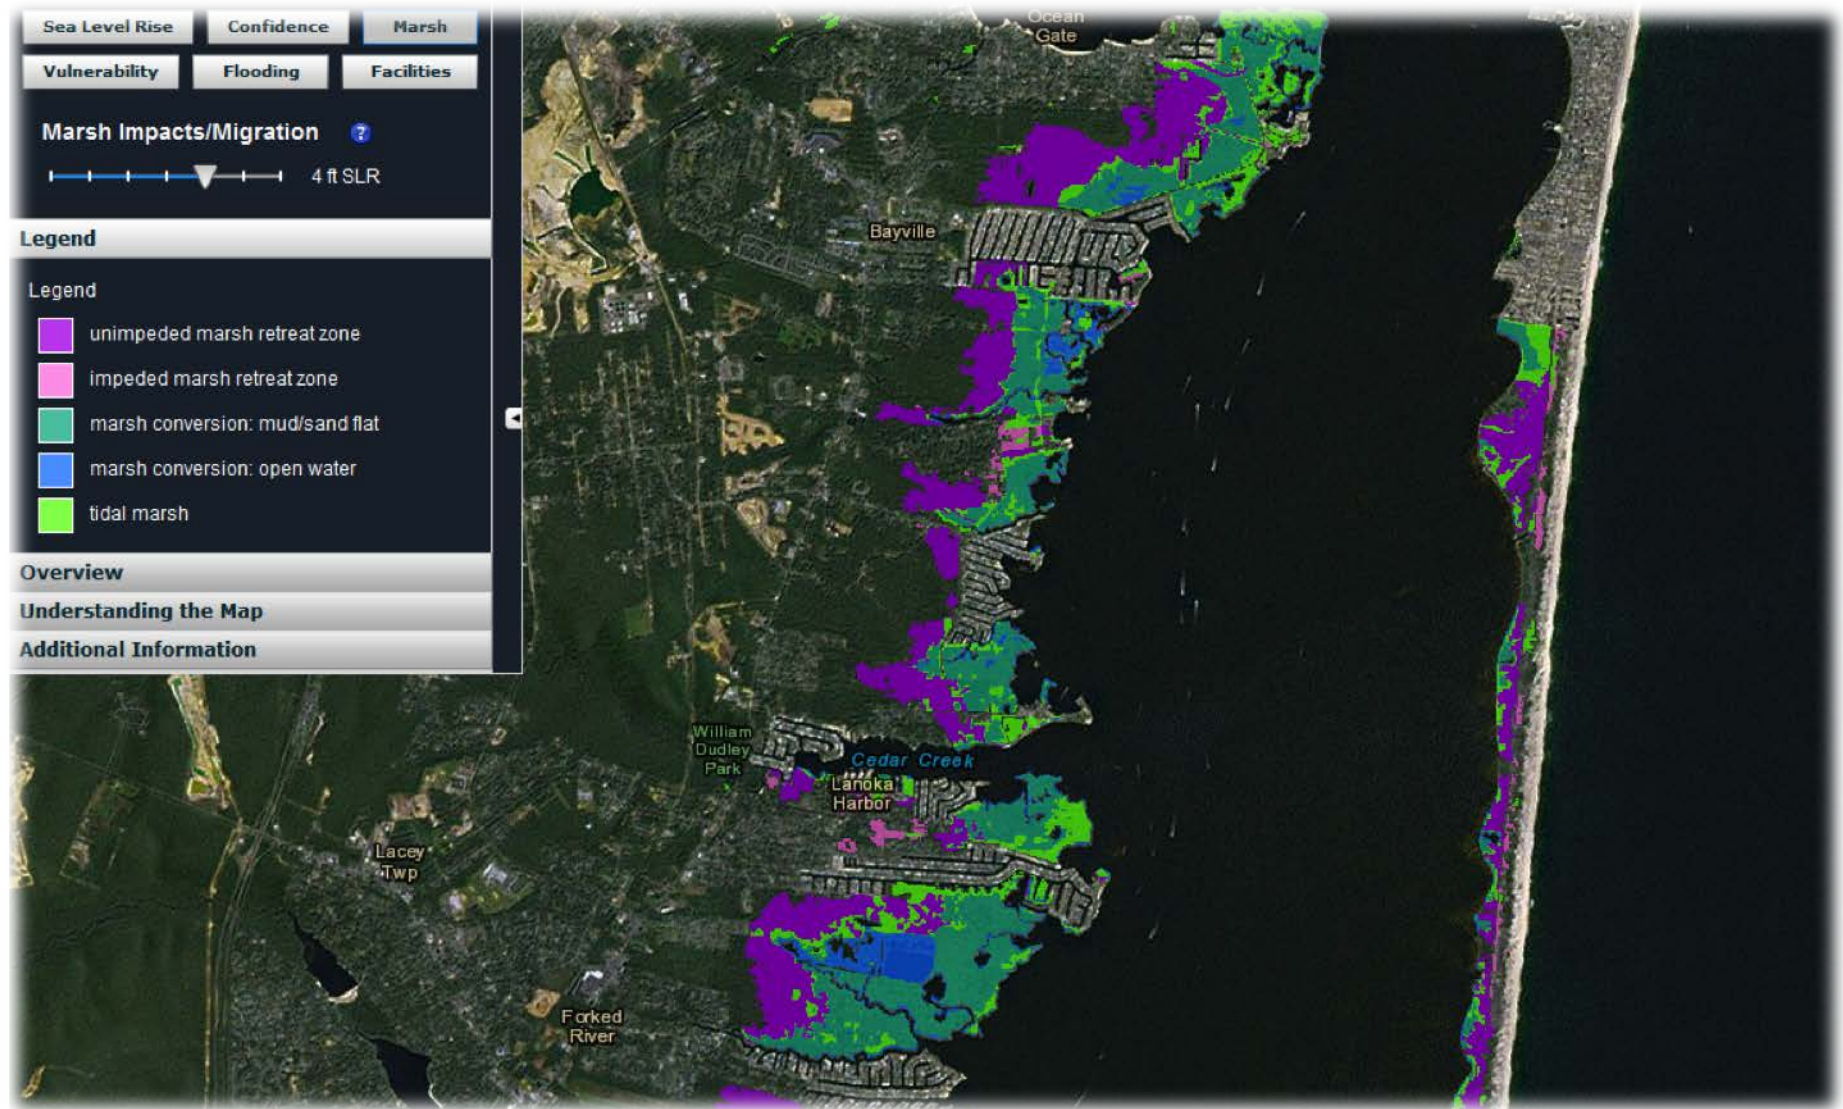 Sea Level Rise
Confidence
Marsh
Vulnerability
Flooding
Facilities
Marsh Impacts/Migration ?
4 ft SLR
Legend
Legend
unimpeded marsh retreat zone
impeded marsh retreat zone
marsh conversion: mud/sand flat
marsh conversion: open water
tidal marsh
Overview
Understanding the Map
Additional Information
Ocean
Gate
Bayville
William
Dudley
Park
Cedar Creek
Lanoka
Harbor
Lacey
Twp
Forked
River